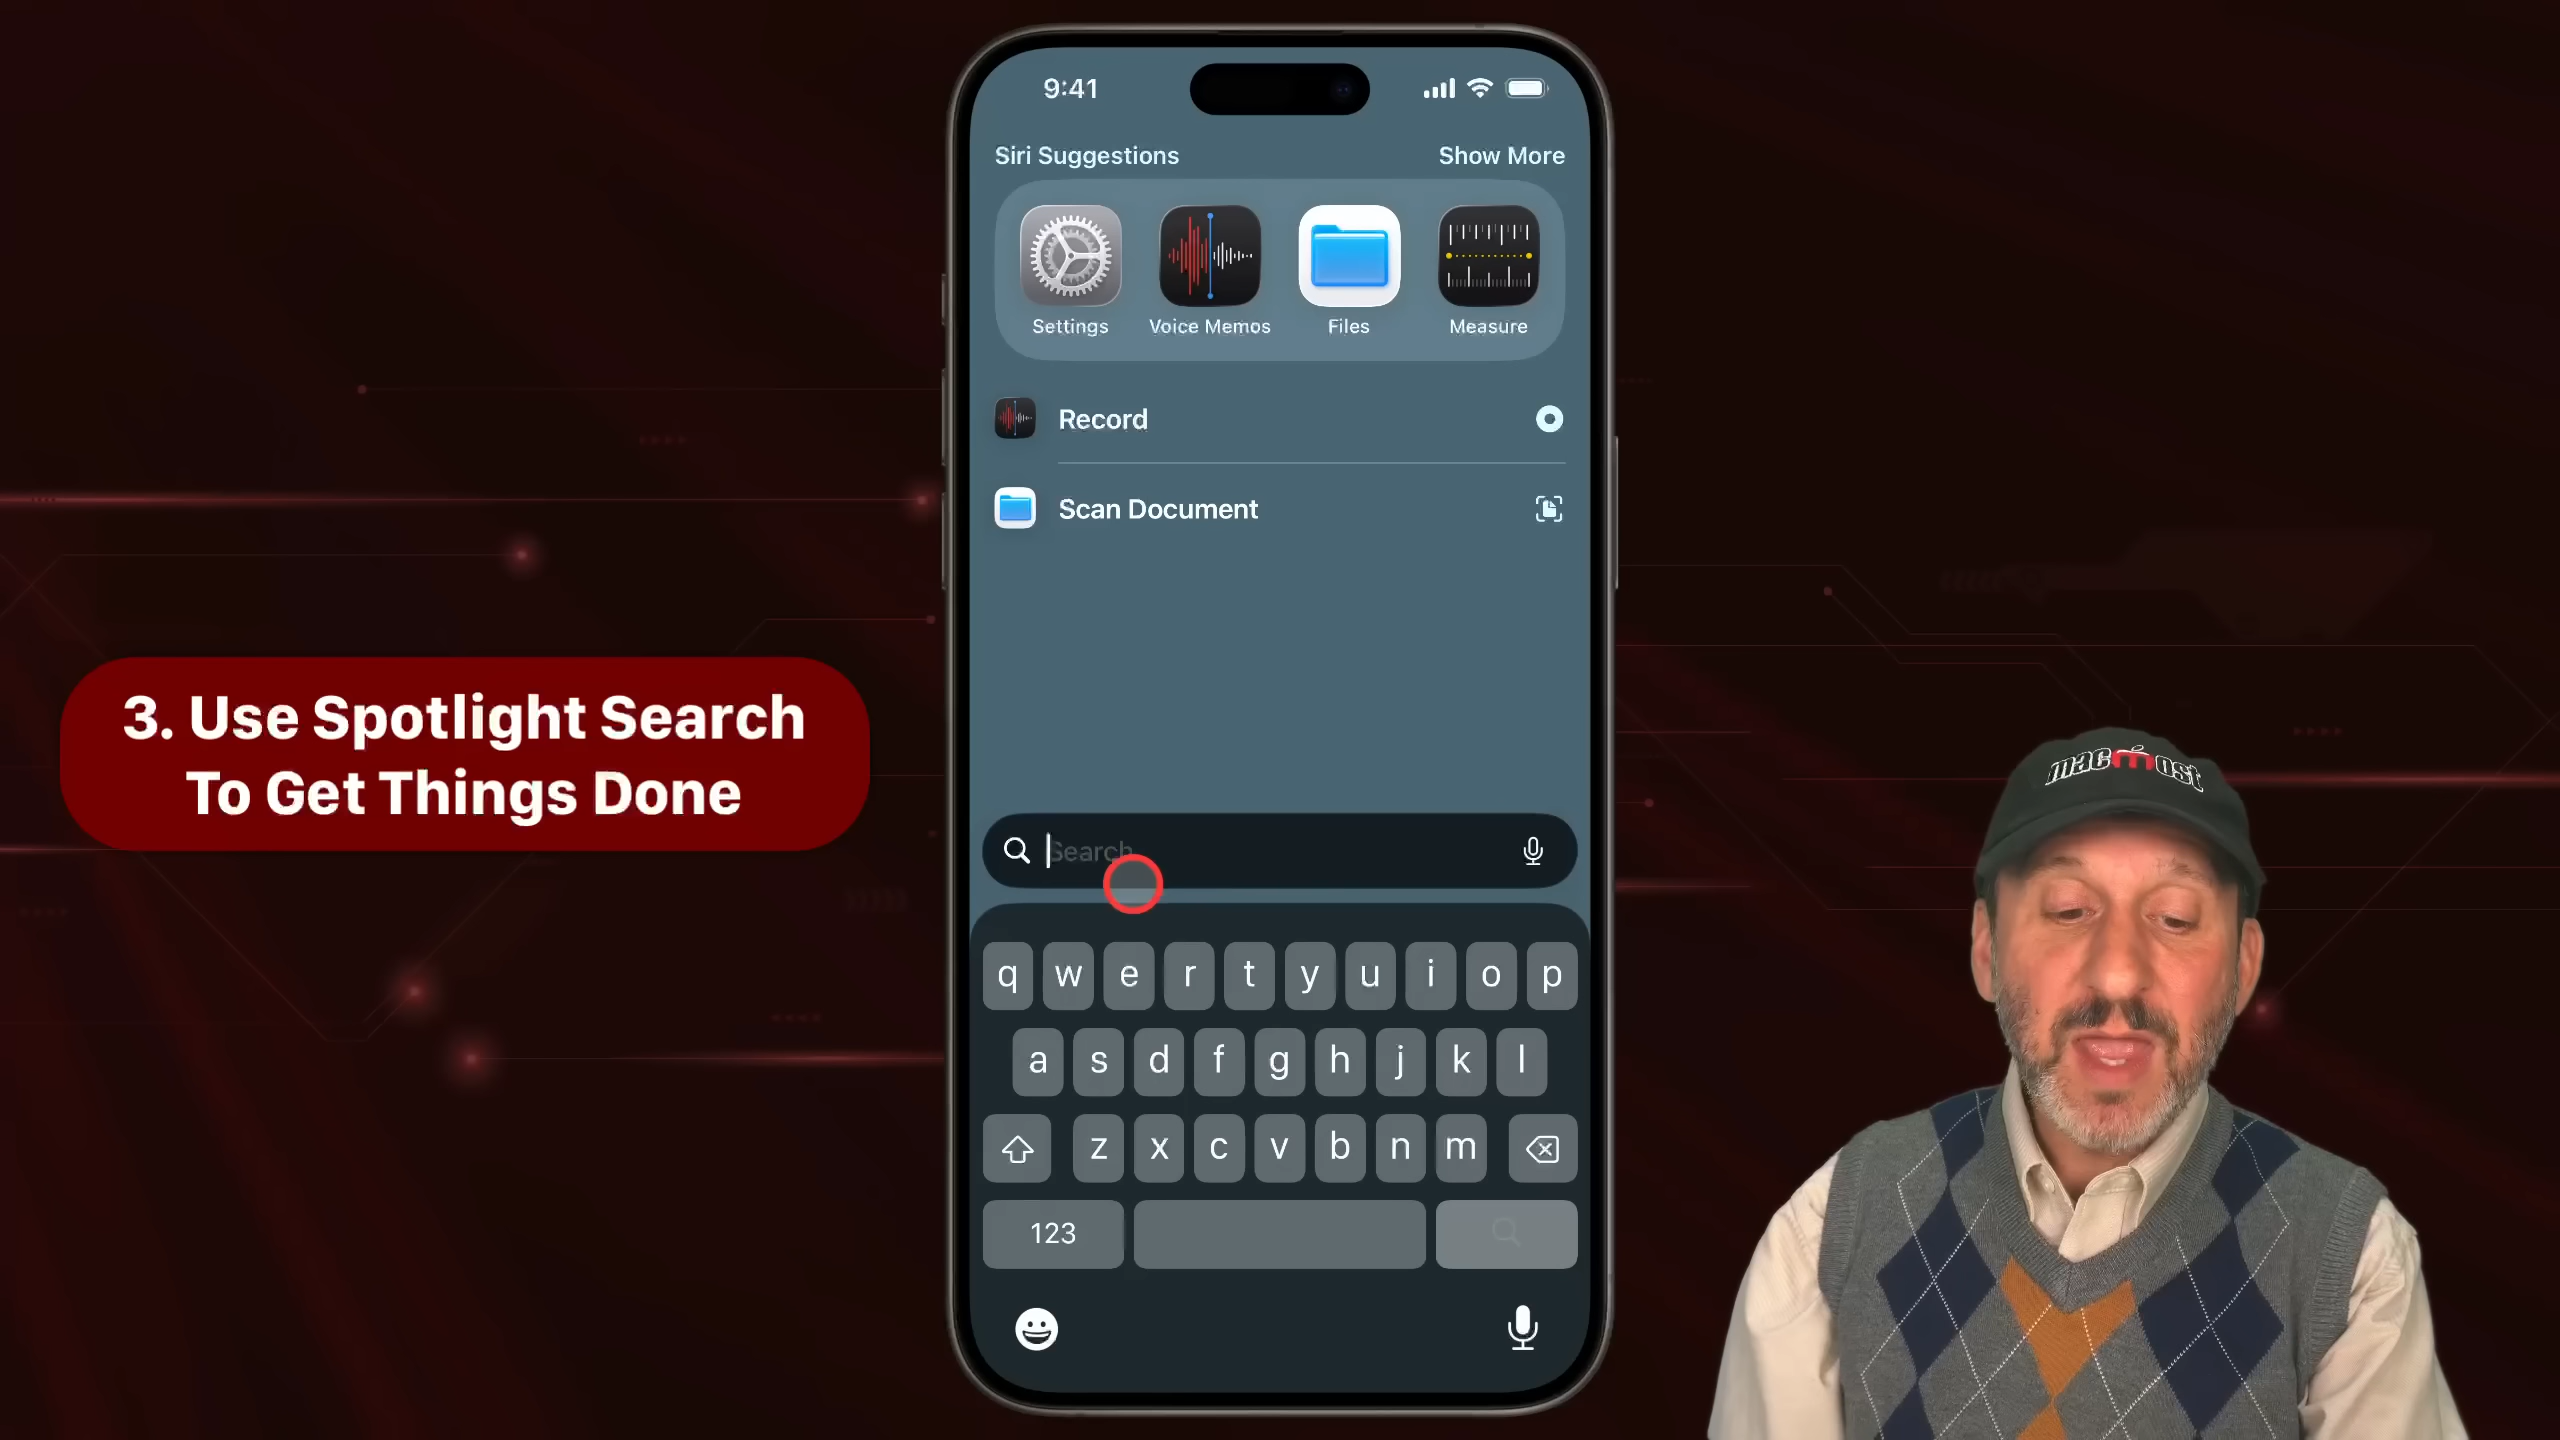 9:41
Siri Suggestions
Show More
Settings
Voice Memos
Files
Measure
Record
Scan Document
3. Use Spotlight Search
To Get Things Done
Search
macmost
q w e r t y u i o p
a s d f g h j k l
z x c v b n m
123